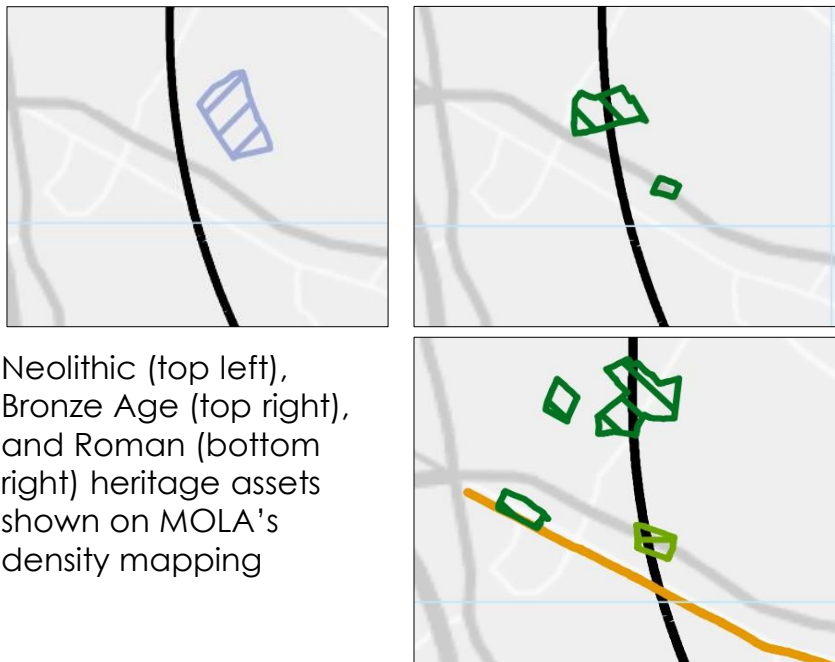 Neolithic (top left),
Bronze Age (top right),
and Roman (bottom
right) heritage assets
shown on MOLA’s
density mapping